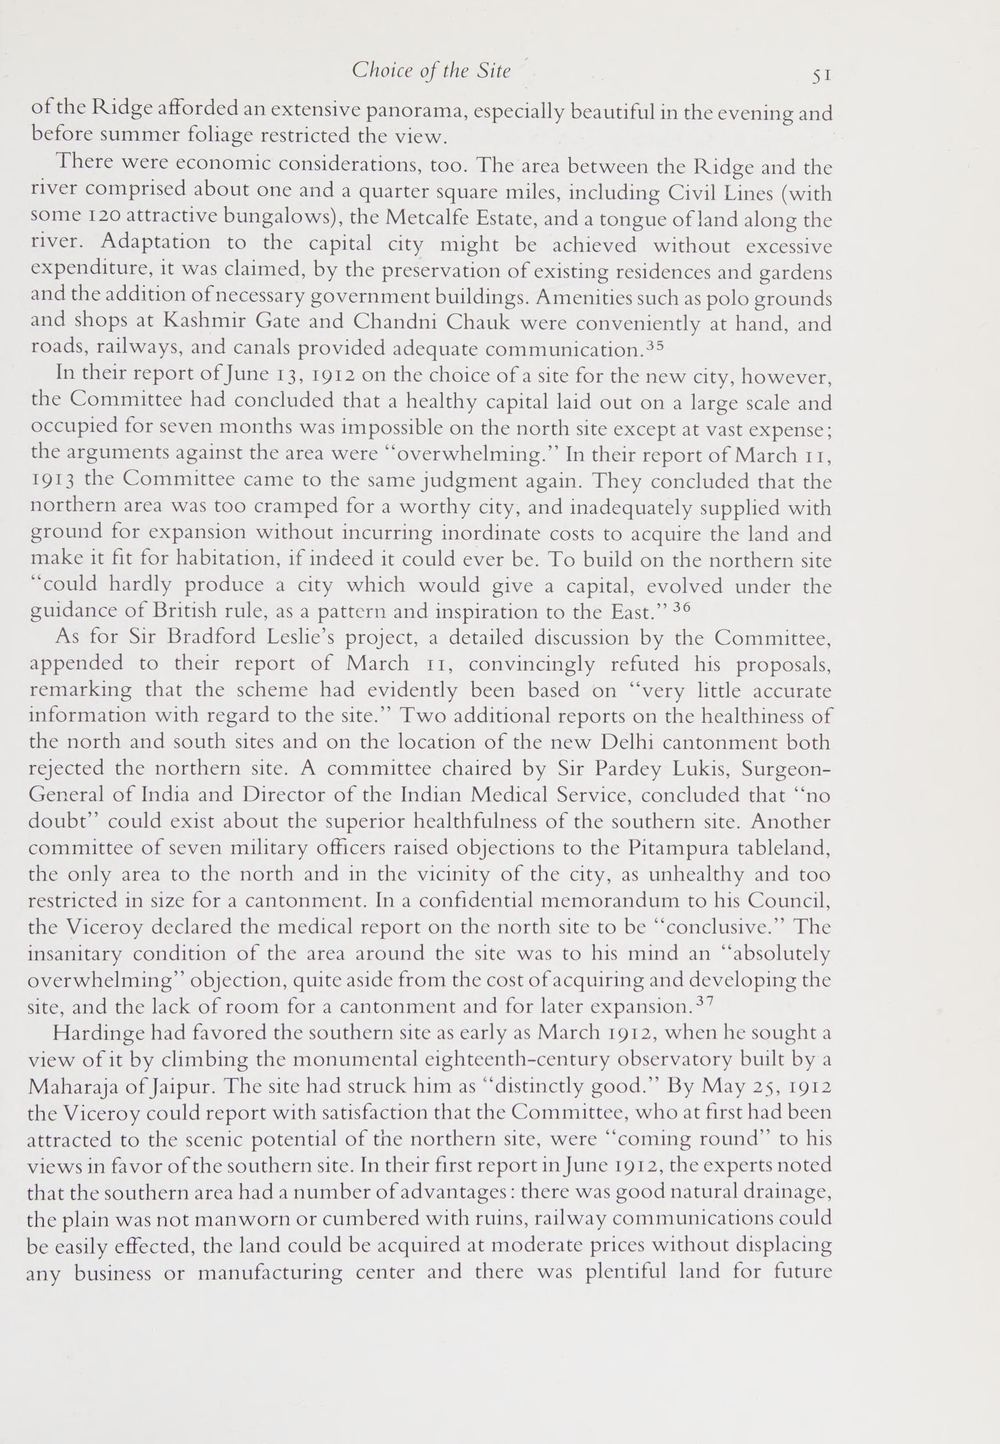 Choice of the Site 51
of the Ridge afforded an extensive panorama, especially beautiful in the evening and
before summer foliage restricted the view.
There were economic considerations, too. The area between the Ridge and the
river comprised about one and a quarter square miles, including Civil Lines (with
some 120 attractive bungalows), the Metcalfe Estate, and a tongue of land along the
river. Adaptation to the capital city might be achieved without excessive
expenditure, it was claimed, by the preservation of existing residences and gardens
and the addition of necessary government buildings. Amenities such as polo grounds
and shops at Kashmir Gate and Chandni Chauk were conveniently at hand, and
roads, railways, and canals provided adequate communication.³⁵
In their report of June 13, 1912 on the choice of a site for the new city, however,
the Committee had concluded that a healthy capital laid out on a large scale and
occupied for seven months was impossible on the north site except at vast expense;
the arguments against the area were “overwhelming.” In their report of March 11,
1913 the Committee came to the same judgment again. They concluded that the
northern area was too cramped for a worthy city, and inadequately supplied with
ground for expansion without incurring inordinate costs to acquire the land and
make it fit for habitation, if indeed it could ever be. To build on the northern site
“could hardly produce a city which would give a capital, evolved under the
guidance of British rule, as a pattern and inspiration to the East.” ³⁶
As for Sir Bradford Leslie’s project, a detailed discussion by the Committee,
appended to their report of March 11, convincingly refuted his proposals,
remarking that the scheme had evidently been based on “very little accurate
information with regard to the site.” Two additional reports on the healthiness of
the north and south sites and on the location of the new Delhi cantonment both
rejected the northern site. A committee chaired by Sir Pardey Lukis, Surgeon-
General of India and Director of the Indian Medical Service, concluded that “no
doubt” could exist about the superior healthfulness of the southern site. Another
committee of seven military officers raised objections to the Pitampura tableland,
the only area to the north and in the vicinity of the city, as unhealthy and too
restricted in size for a cantonment. In a confidential memorandum to his Council,
the Viceroy declared the medical report on the north site to be “conclusive.” The
insanitary condition of the area around the site was to his mind an “absolutely
overwhelming” objection, quite aside from the cost of acquiring and developing the
site, and the lack of room for a cantonment and for later expansion.³⁷
Hardinge had favored the southern site as early as March 1912, when he sought a
view of it by climbing the monumental eighteenth-century observatory built by a
Maharaja of Jaipur. The site had struck him as “distinctly good.” By May 25, 1912
the Viceroy could report with satisfaction that the Committee, who at first had been
attracted to the scenic potential of the northern site, were “coming round” to his
views in favor of the southern site. In their first report in June 1912, the experts noted
that the southern area had a number of advantages: there was good natural drainage,
the plain was not manworn or cumbered with ruins, railway communications could
be easily effected, the land could be acquired at moderate prices without displacing
any business or manufacturing center and there was plentiful land for future